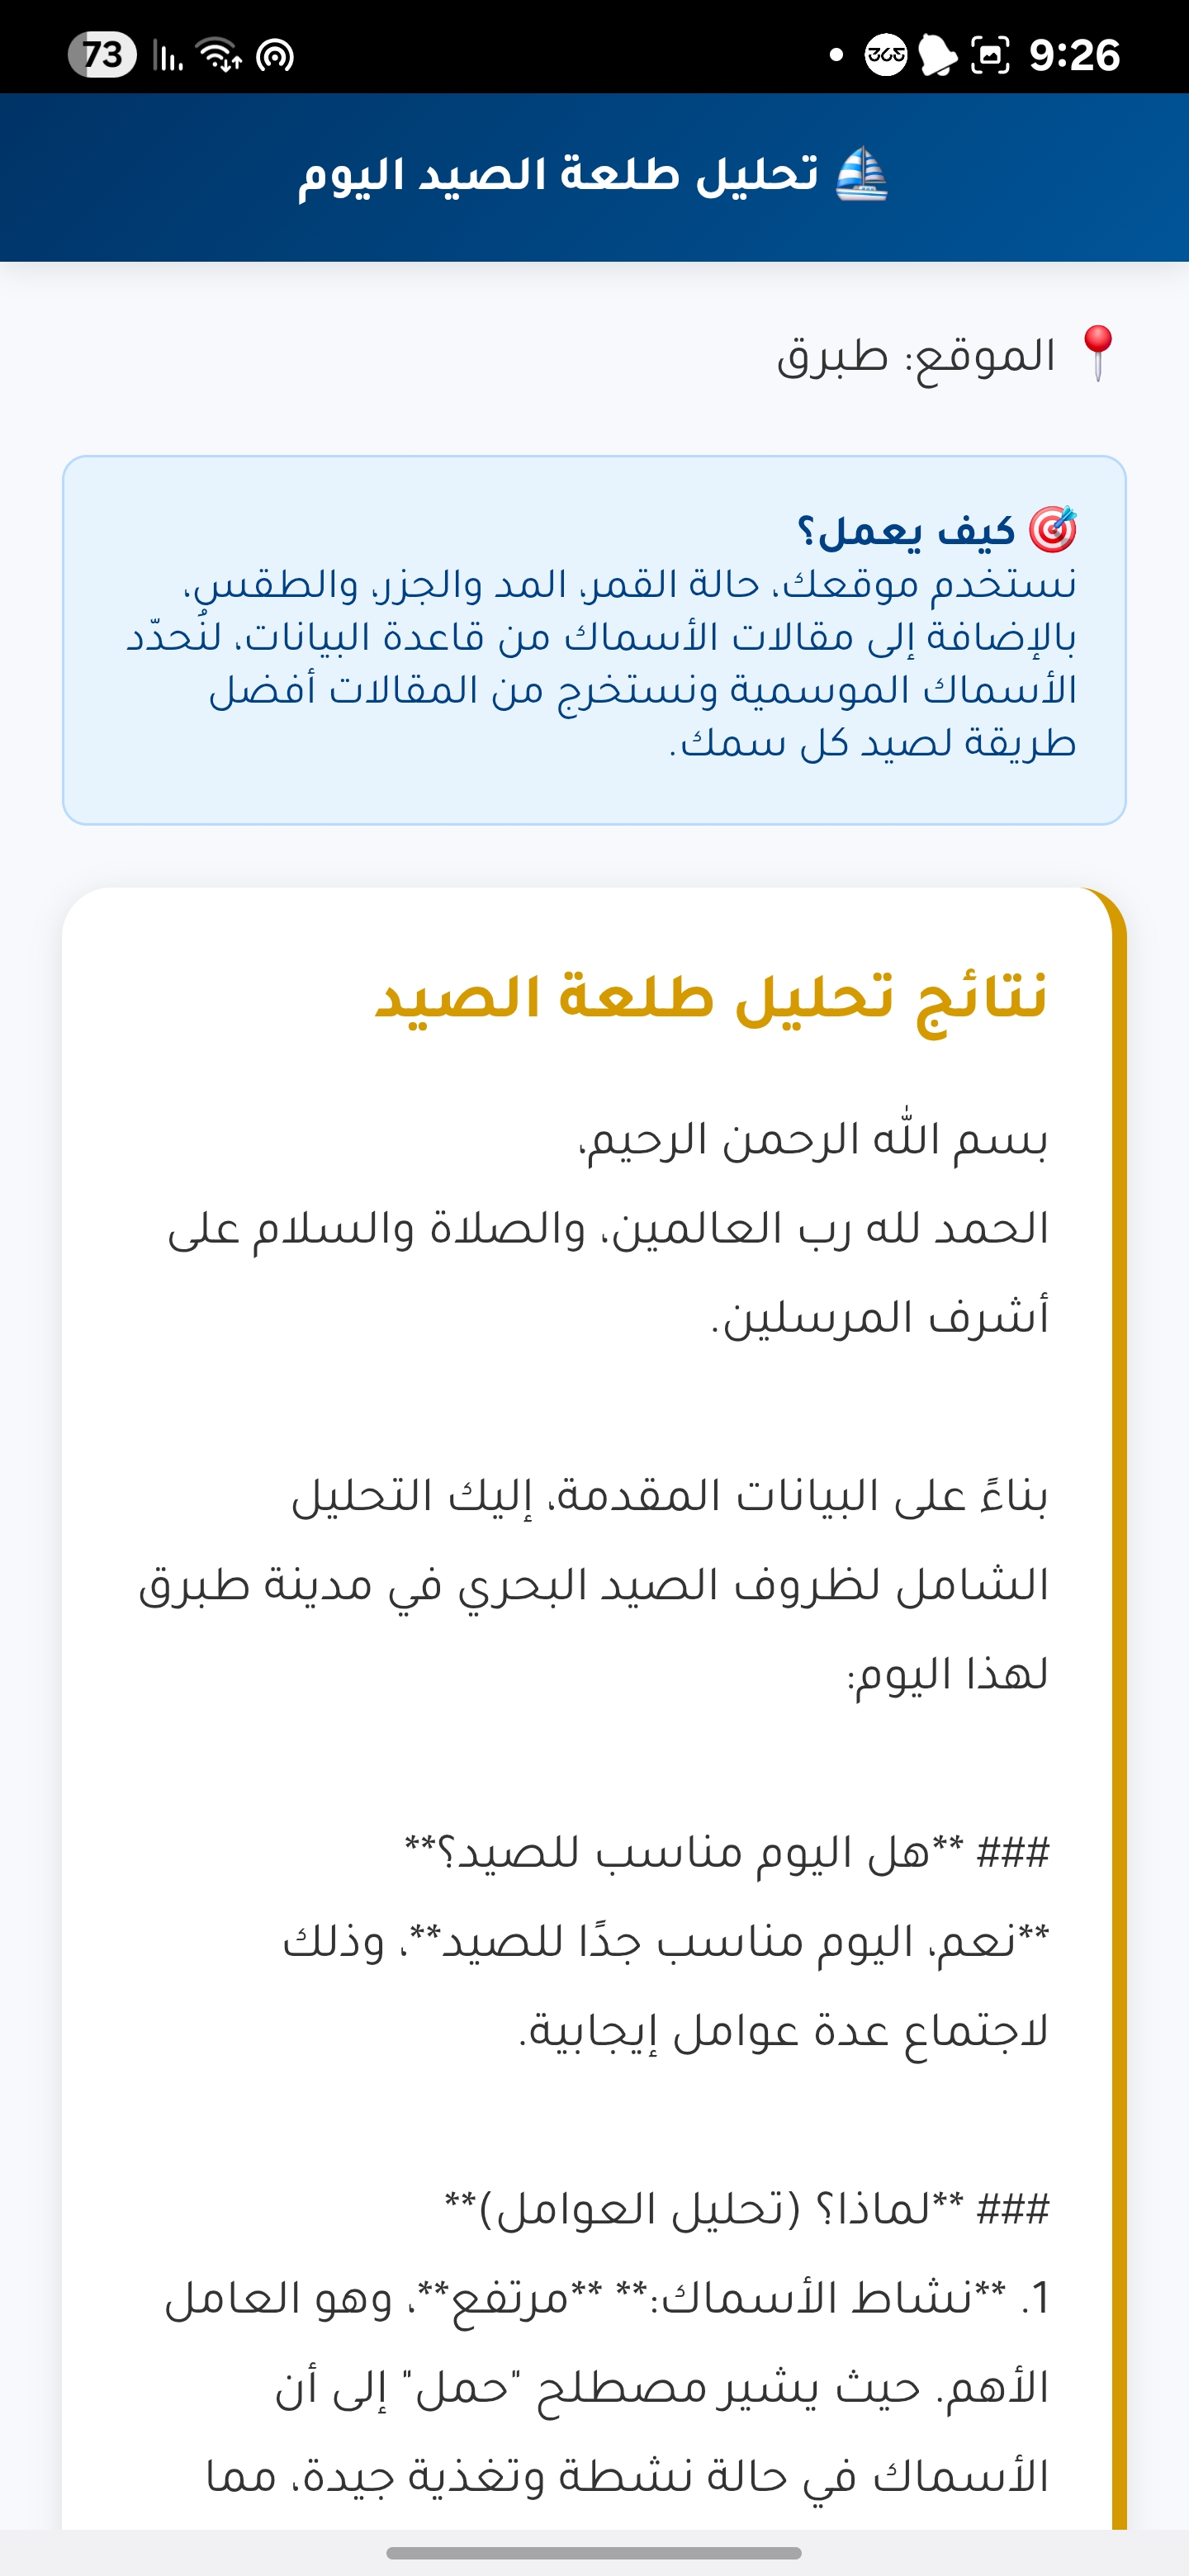 73
365
9:26
تحليل طلعة الصيد اليوم
الموقع: طبرق
كيف يعمل؟
نستخدم موقعك، حالة القمر، المد والجزر، والطقس،
بالإضافة إلى مقالات الأسماك من قاعدة البيانات، لنُحدّد
الأسماك الموسمية ونستخرج من المقالات أفضل
طريقة لصيد كل سمك.
نتائج تحليل طلعة الصيد
بسم الله الرحمن الرحيم،
الحمد لله رب العالمين، والصلاة والسلام على
أشرف المرسلين.
بناءً على البيانات المقدمة، إليك التحليل
الشامل لظروف الصيد البحري في مدينة طبرق
لهذا اليوم:
### **هل اليوم مناسب للصيد؟**
**نعم، اليوم مناسب جدًا للصيد**، وذلك
لاجتماع عدة عوامل إيجابية.
### **لماذا؟ (تحليل العوامل)**
1. **نشاط الأسماك:** **مرتفع**، وهو العامل
الأهم. حيث يشير مصطلح "حمل" إلى أن
الأسماك في حالة نشطة وتغذية جيدة، مما